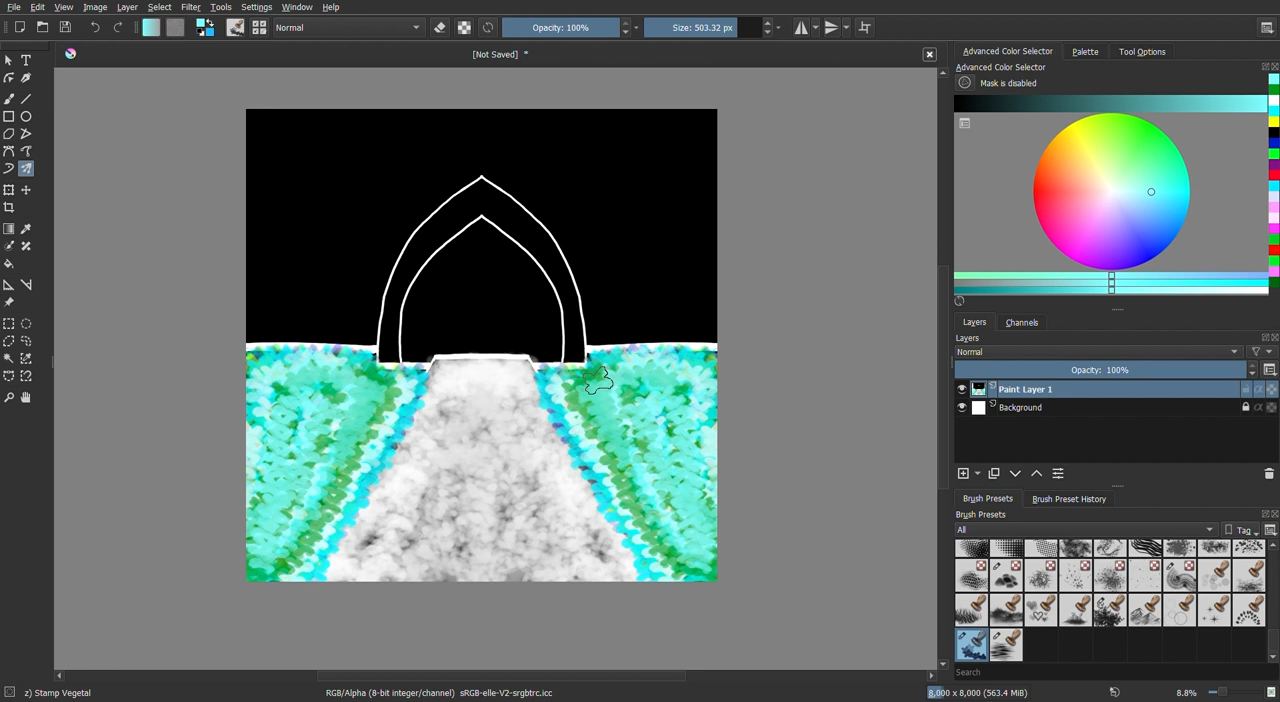 File Edit View Image Layer Select Filter Tools Settings Window Help
Normal
Opacity: 100%
Size: 503.32 px
[Not Saved] *
Advanced Color Selector Palette Tool Options
Advanced Color Selector
Mask is disabled
Layers Channels
Layers
Normal
Opacity: 100%
Paint Layer 1
Background
Brush Presets Brush Preset History
Brush Presets
All
Tag
Search
z) Stamp Vegetal
RGB/Alpha (8-bit integer/channel) sRGB-elle-V2-srgbtrc.icc
8,000 x 8,000 (563.4 MiB)
8.8%